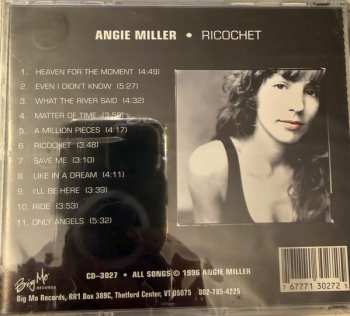 ANGIE MILLER • RICOCHET
1. HEAVEN FOR THE MOMENT (4:49)
2. EVEN I DIDN'T KNOW (5:27)
3. WHAT THE RIVER SAID (4:32)
4. MATTER OF TIME (3:58)
5. A MILLION PIECES (4:17)
6. RICOCHET (3:48)
7. SAVE ME (3:10)
8. LIKE IN A DREAM (4:11)
9. I'LL BE HERE (3:39)
10. RIDE (3:53)
11. ONLY ANGELS (5:32)
Big Mo
RECORDS
CD-3027 • ALL SONGS © 1996 ANGIE MILLER
Big Mo Records, RR1 Box 389C, Thetford Center, VT 05075 802-785-4225
67771 30272